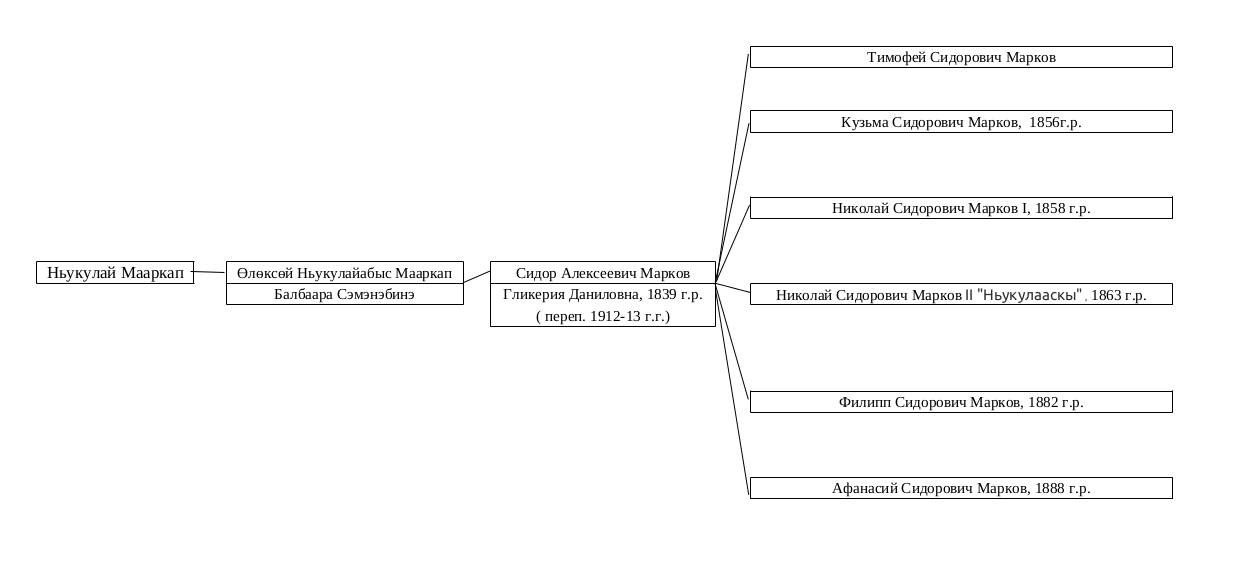 Тимофей Сидорович Марков
Кузьма Сидорович Марков,  1856г.р.
Николай Сидорович Марков I, 1858 г.р.
Ньукулай Мааркап
Өлөксөй Ньукулайабыс Мааркап
Балбаара Сэмэнэбинэ
Сидор Алексеевич Марков
Гликерия Даниловна, 1839 г.р.
( переп. 1912-13 г.г.)
Николай Сидорович Марков II "Ньукулааскы" , 1863 г.р.
Филипп Сидорович Марков, 1882 г.р.
Афанасий Сидорович Марков, 1888 г.р.